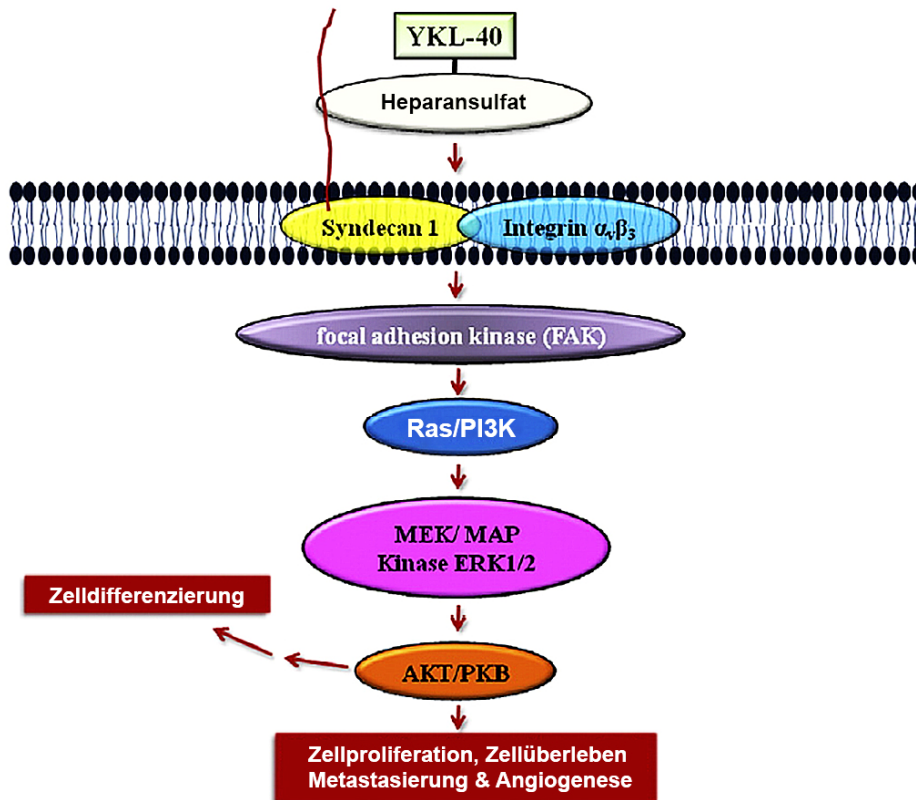 YKL-40
Heparansulfat
Syndecan 1
Integrin αvβ3
focal adhesion kinase (FAK)
Ras/PI3K
MEK/ MAP
Kinase ERK1/2
Zelldifferenzierung
AKT/PKB
Zellproliferation, Zellüberleben
Metastasierung & Angiogenese